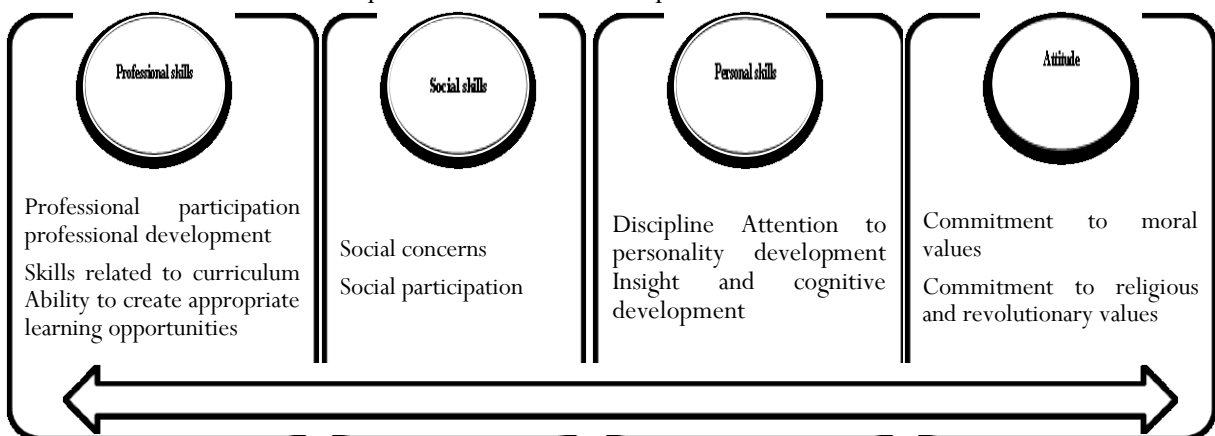 Professional skills
Professional participation
professional development
Skills related to curriculum
Ability to create appropriate
learning opportunities
Social skills
Social concerns
Social participation
Personal skills
Discipline Attention to
personality development
Insight and cognitive
development
Attitude
Commitment to moral
values
Commitment to religious
and revolutionary values